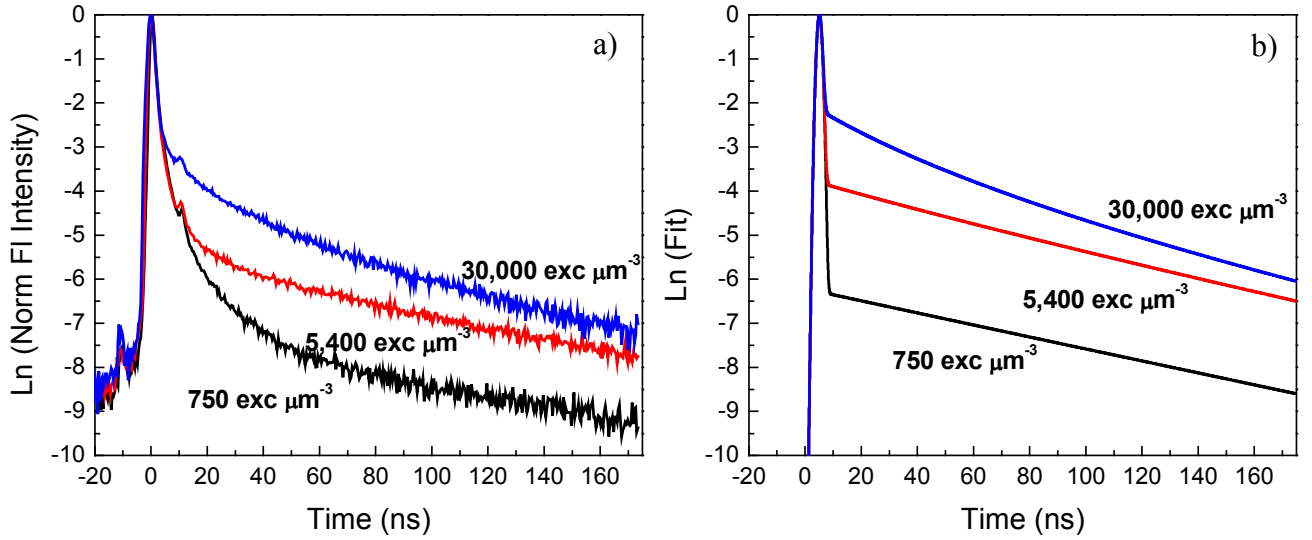 a)
0
-1
-2
-3
-4
-5
-6
-7
-8
-9
-10
Ln (Norm Fl Intensity)
30,000 exc μm-3
5,400 exc μm-3
750 exc μm-3
-20 0 20 40 60 80 100 120 140 160
Time (ns)
b)
0
-1
-2
-3
-4
-5
-6
-7
-8
-9
-10
Ln (Fit)
30,000 exc μm-3
5,400 exc μm-3
750 exc μm-3
-20 0 20 40 60 80 100 120 140 160
Time (ns)